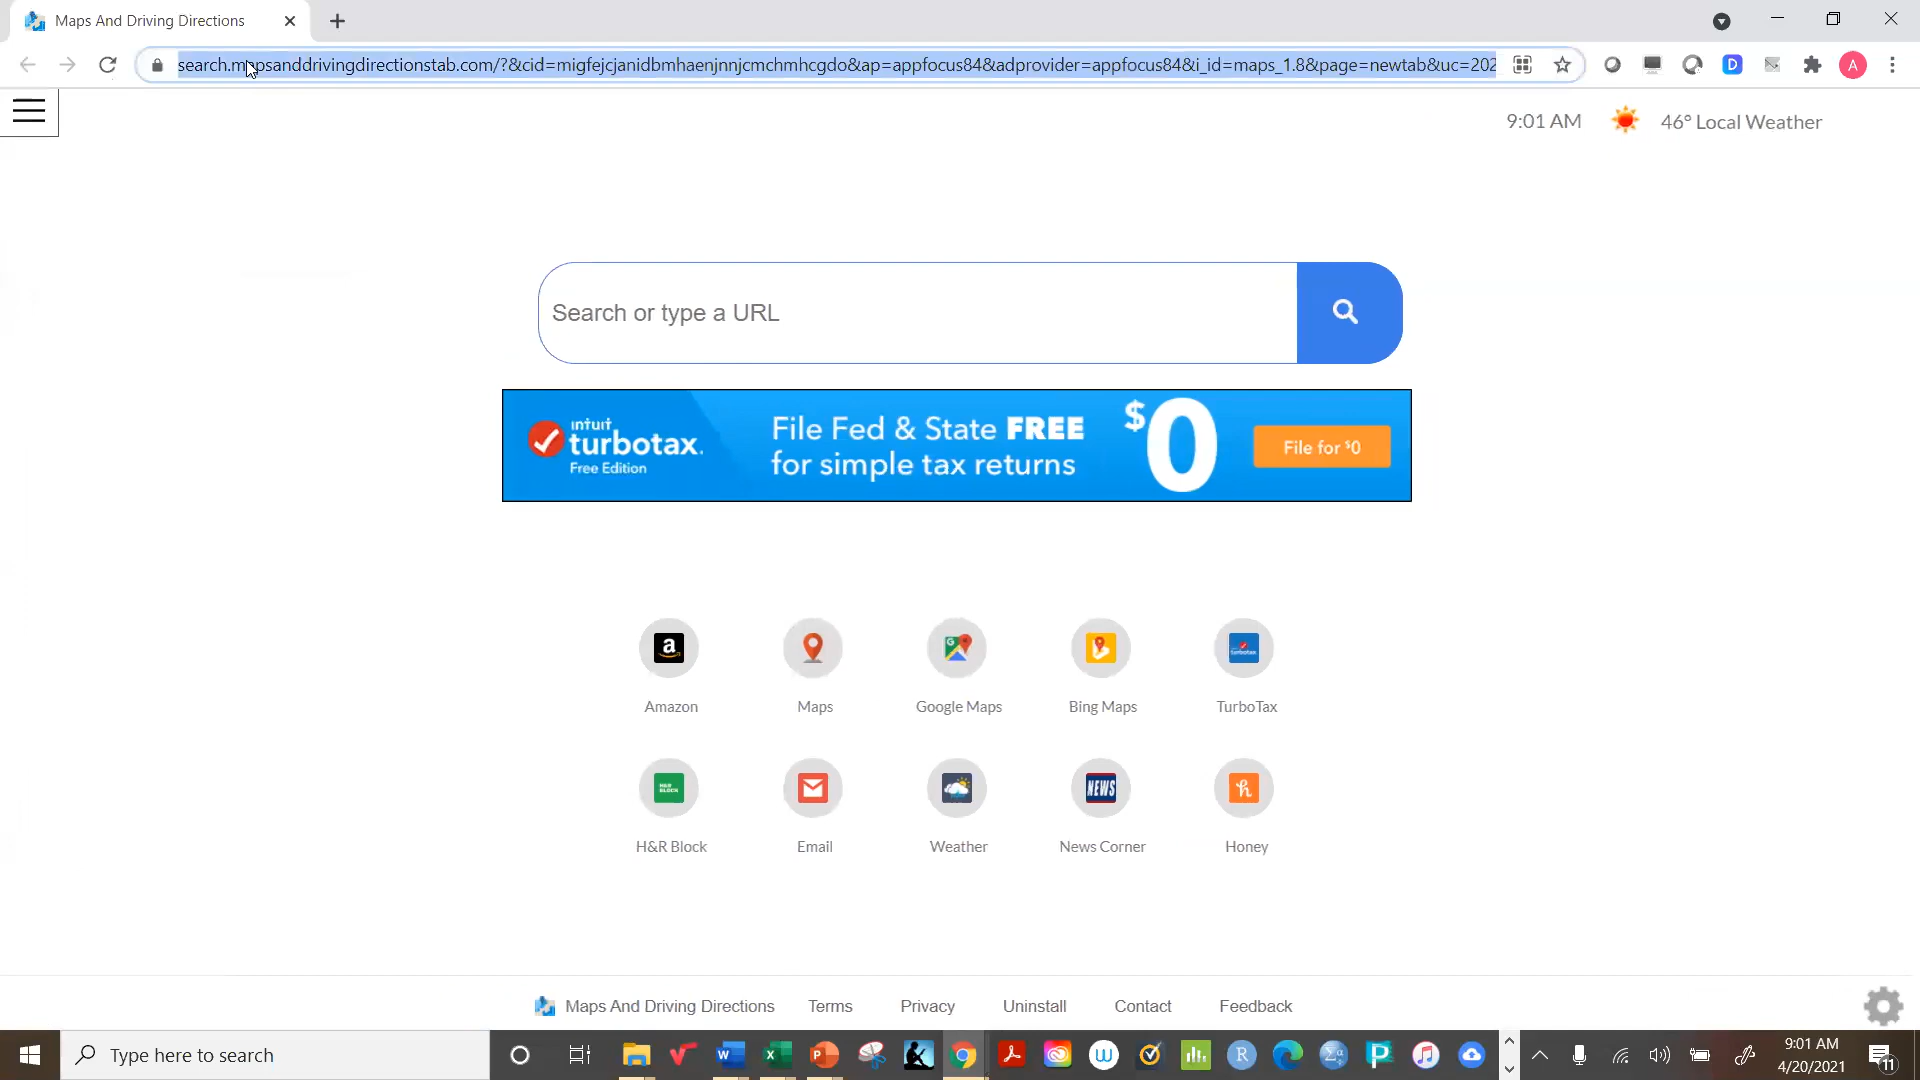 Maps And Driving Directions
search.mapsanddrivingdirectionstab.com/?&cid=migfejcjanidbmhaenjnnjcmchmhcgdo&ap=appfocus84&adprovider=appfocus84&i_id=maps_1.8&page=newtab&uc=202
D
A
9:01 AM
46° Local Weather
Search or type a URL
intuit
turbotax.
Free Edition
File Fed & State FREE
for simple tax returns
$0
File for $0
Amazon
Maps
Google Maps
Bing Maps
TurboTax
H&R BLOCK
NEWS
H&R Block
Email
Weather
News Corner
Honey
Maps And Driving Directions
Terms
Privacy
Uninstall
Contact
Feedback
Type here to search
9:01 AM
4/20/2021
11